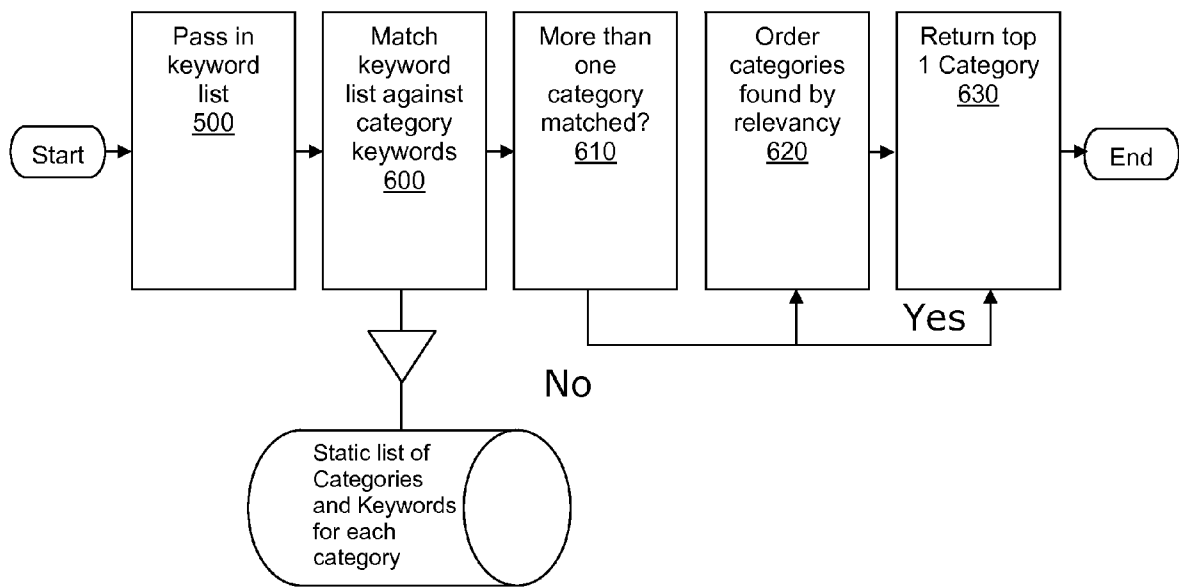 Start
Pass in
keyword
list
500
Match
keyword
list against
category
keywords
600
More than
one
category
matched?
610
Order
categories
found by
relevancy
620
Return top
1 Category
630
End
Yes
No
Static list of
Categories
and Keywords
for each
category